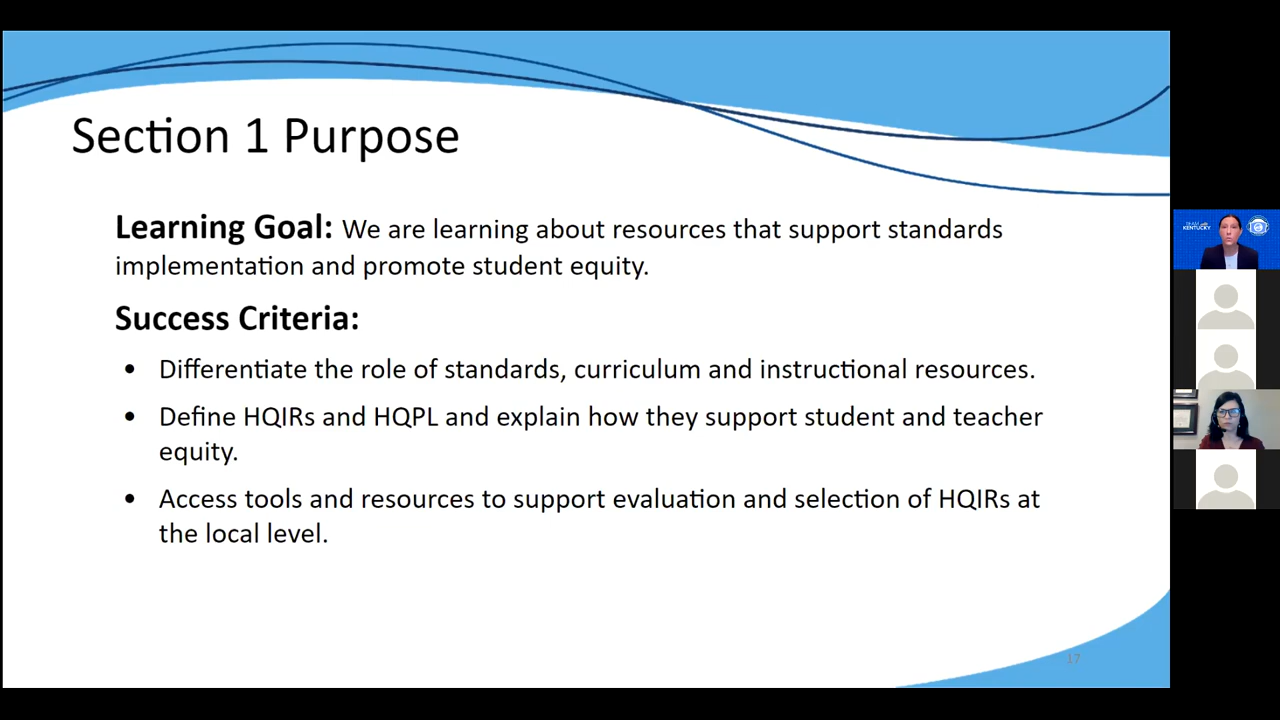 Section 1 Purpose
Learning Goal: We are learning about resources that support standards
implementation and promote student equity.
Success Criteria:
• Differentiate the role of standards, curriculum and instructional resources.
• Define HQIRs and HQPL and explain how they support student and teacher
equity.
• Access tools and resources to support evaluation and selection of HQIRs at
the local level.
17
KENTUCKY